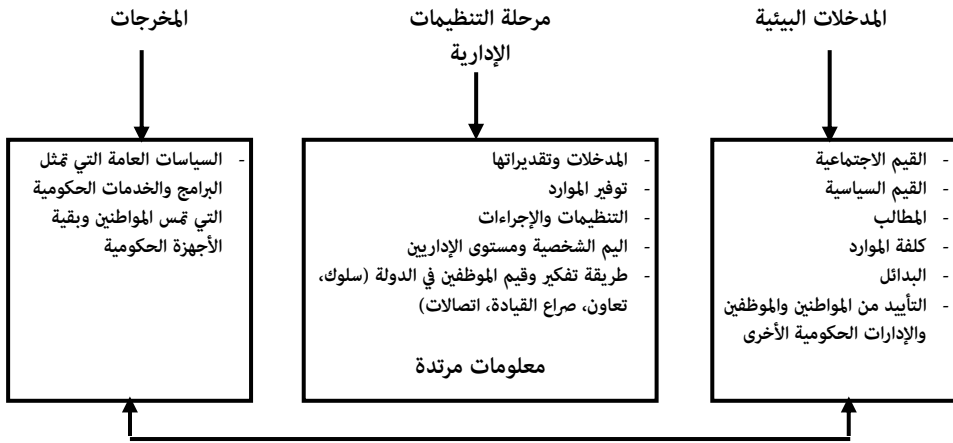 المدخلات البيئية
مرحلة التنظيمات
الإدارية
المخرجات
- القيم الاجتماعية
- القيم السياسية
- المطالب
- كلفة الموارد
- البدائل
- التأييد من المواطنين والموظفين
والإدارات الحكومية الأخرى
- المدخلات وتقديراتها
- توفير الموارد
- التنظيمات والإجراءات
- اليم الشخصية ومستوى الإداريين
- طريقة تفكير وقيم الموظفين في الدولة (سلوك،
تعاون، صراع القيادة، اتصالات)
معلومات مرتدة
- السياسات العامة التي تمثل
البرامج والخدمات الحكومية
التي تمس المواطنين وبقية
الأجهزة الحكومية